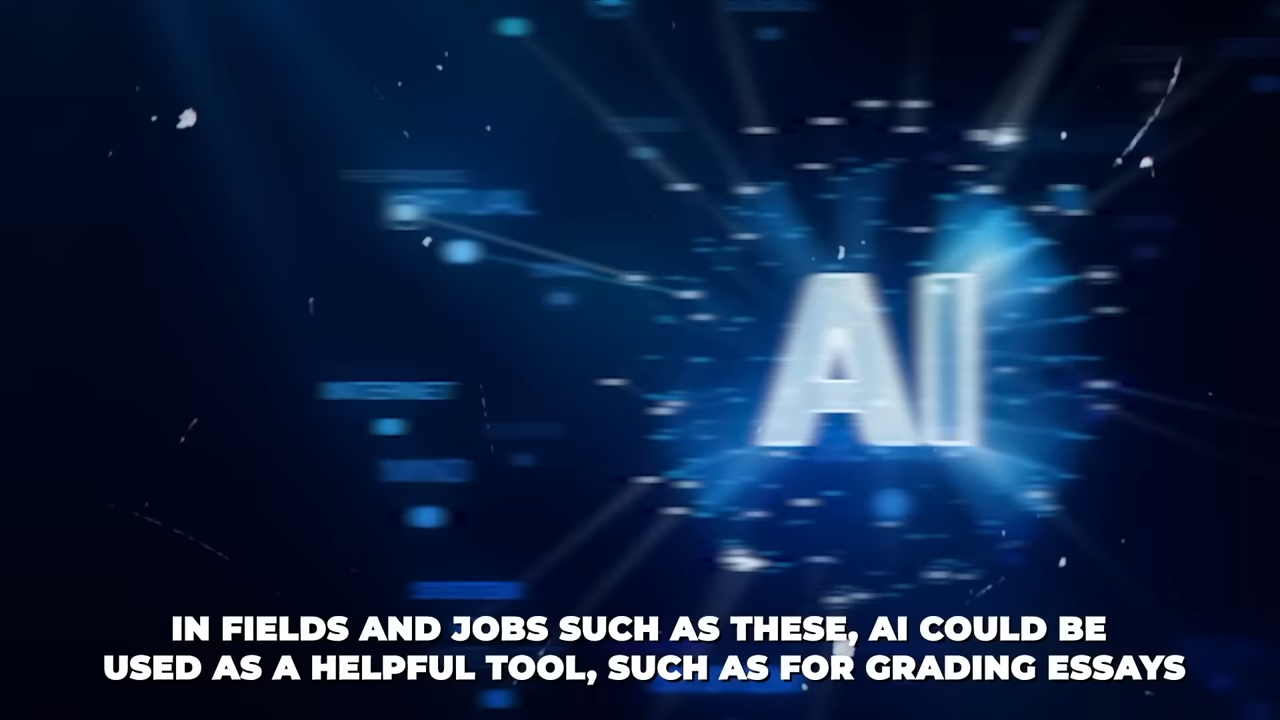 INTERNET
AI
IN FIELDS AND JOBS SUCH AS THESE, AI COULD BE
USED AS A HELPFUL TOOL, SUCH AS FOR GRADING ESSAYS